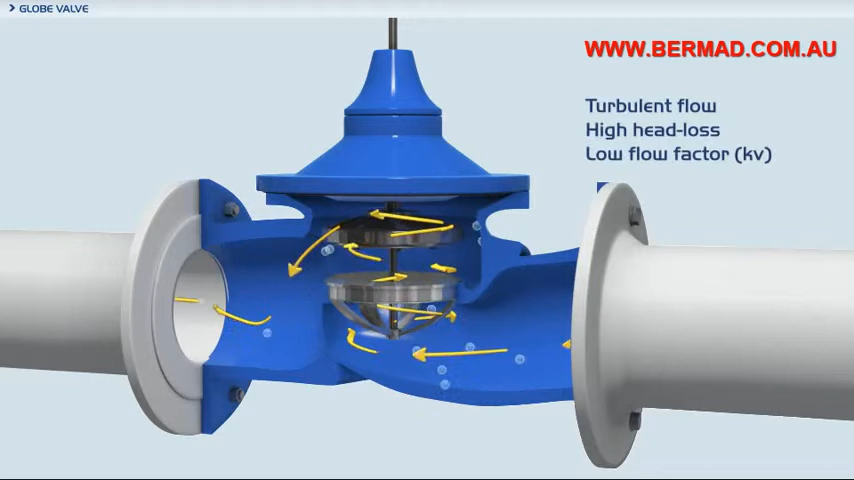 > GLOBE VALVE
WWW.BERMAD.COM.AU
Turbulent flow
High head-loss
Low flow factor (kv)